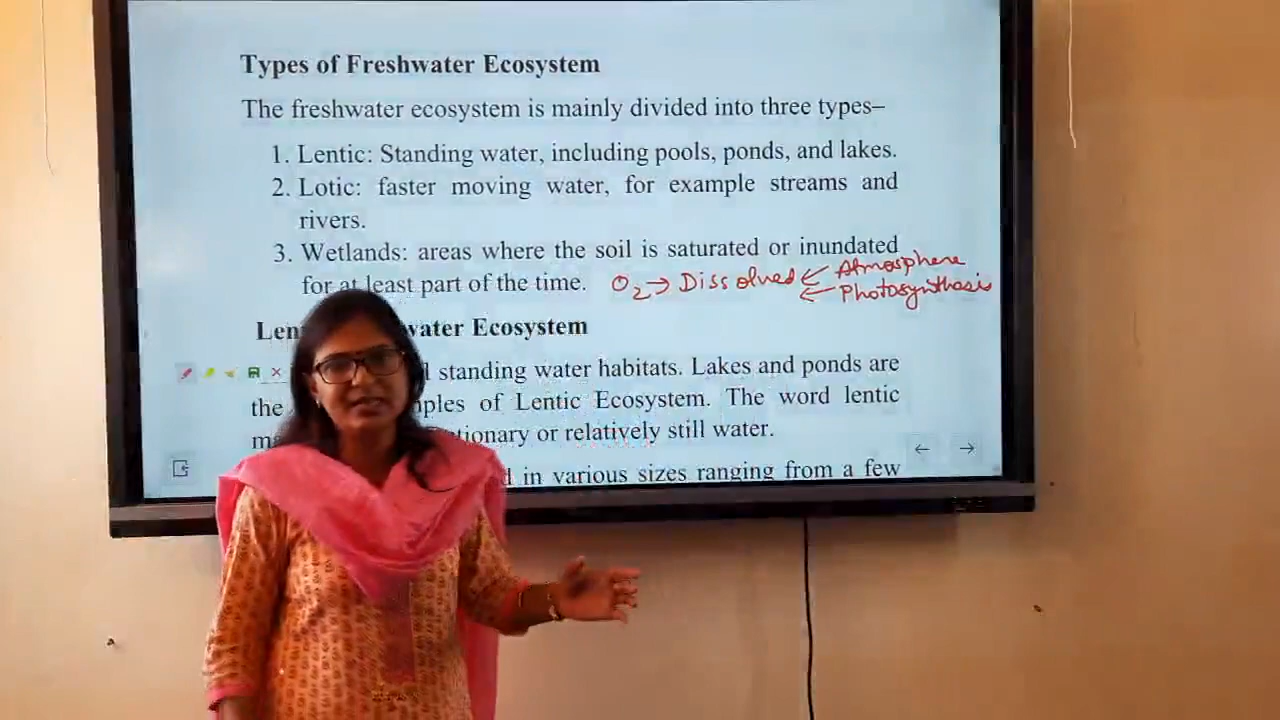 Types of Freshwater Ecosystem
The freshwater ecosystem is mainly divided into three types–
1. Lentic: Standing water, including pools, ponds, and lakes.
2. Lotic: faster moving water, for example streams and
rivers.
3. Wetlands: areas where the soil is saturated or inundated
for at least part of the time. O2 → Dissolved ← Atmosphere
← Photosynthesis
water Ecosystem
standing water habitats. Lakes and ponds are
the of Lentic Ecosystem. The word lentic
or relatively still water.
in various sizes ranging from a few